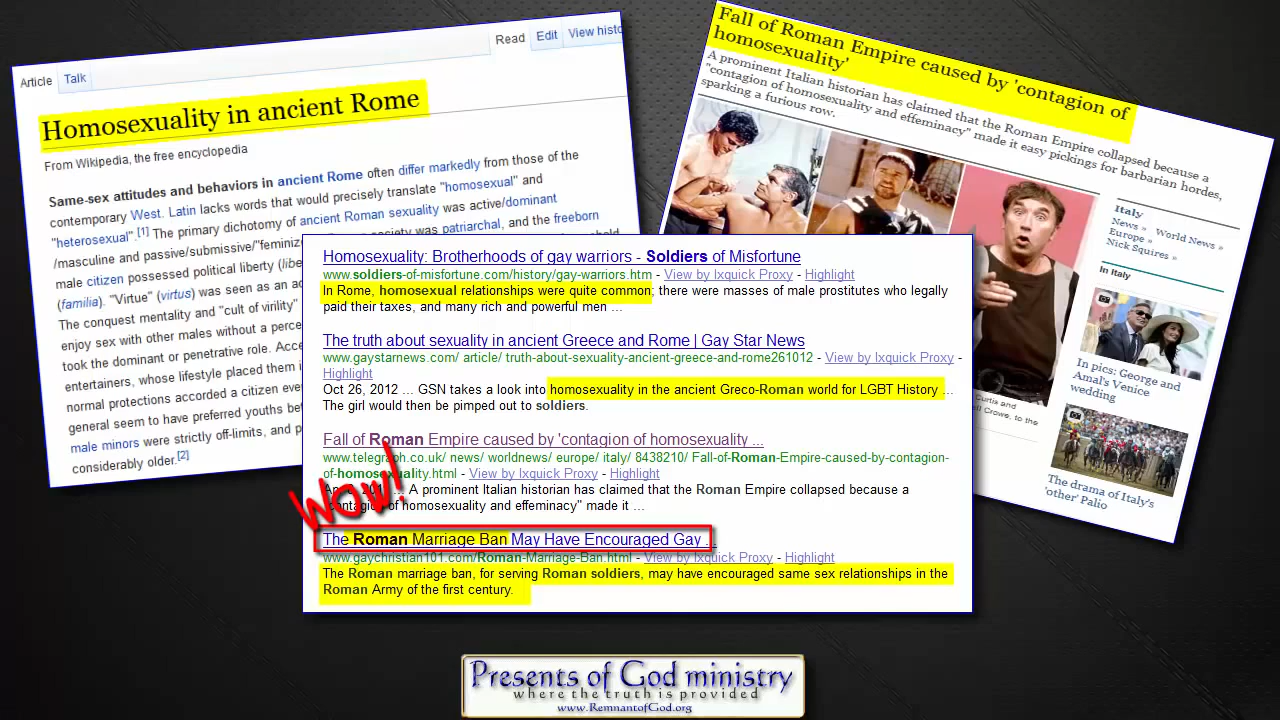 Article Talk
Read Edit View histo
Homosexuality in ancient Rome
From Wikipedia, the free encyclopedia
Same-sex attitudes and behaviors in ancient Rome often differ markedly from those of the
contemporary West. Latin lacks words that would precisely translate "homosexual" and
"heterosexual".[1] The primary dichotomy of ancient Roman sexuality was active/dominant
/masculine and passive/submissive/"feminize society was patriarchal, and the freeborn
male citizen possessed political liberty (libe
(familia). "Virtue" (virtus) was seen as an ac
The conquest mentality and "cult of virility"
enjoy sex with other males without a perce
took the dominant or penetrative role. Acce
entertainers, whose lifestyle placed them i
normal protections accorded a citizen eve
general seem to have preferred youths be
male minors were strictly off-limits, and p
considerably older.[2]
Fall of Roman Empire caused by 'contagion of
homosexuality'
A prominent Italian historian has claimed that the Roman Empire collapsed because a
"contagion of homosexuality and effeminacy" made it easy pickings for barbarian hordes,
sparking a furious row.
Italy
News » World News »
Europe »
Nick Squires »
In Italy
In pics: George and
Amal's Venice
wedding
Curtis and
ll Crowe, to the
The drama of Italy's
'other' Palio
Homosexuality: Brotherhoods of gay warriors - Soldiers of Misfortune
www.soldiers-of-misfortune.com/history/gay-warriors.htm - View by Ixquick Proxy - Highlight
In Rome, homosexual relationships were quite common; there were masses of male prostitutes who legally
paid their taxes, and many rich and powerful men ...
The truth about sexuality in ancient Greece and Rome | Gay Star News
www.gaystarnews.com/ article/ truth-about-sexuality-ancient-greece-and-rome261012 - View by Ixquick Proxy -
Highlight
Oct 26, 2012 ... GSN takes a look into homosexuality in the ancient Greco-Roman world for LGBT History ...
The girl would then be pimped out to soldiers.
Fall of Roman Empire caused by 'contagion of homosexuality ...
www.telegraph.co.uk/ news/ worldnews/ europe/ italy/ 8438210/ Fall-of-Roman-Empire-caused-by-contagion-
of-homosexuality.html - View by Ixquick Proxy - Highlight
... A prominent Italian historian has claimed that the Roman Empire collapsed because a
"contagion of homosexuality and effeminacy" made it ...
WOW!
The Roman Marriage Ban May Have Encouraged Gay ...
www.gaychristian101.com/Roman-Marriage-Ban.html - View by Ixquick Proxy - Highlight
The Roman marriage ban, for serving Roman soldiers, may have encouraged same sex relationships in the
Roman Army of the first century.
Presents of God ministry
where the truth is provided
www.RemnantofGod.org